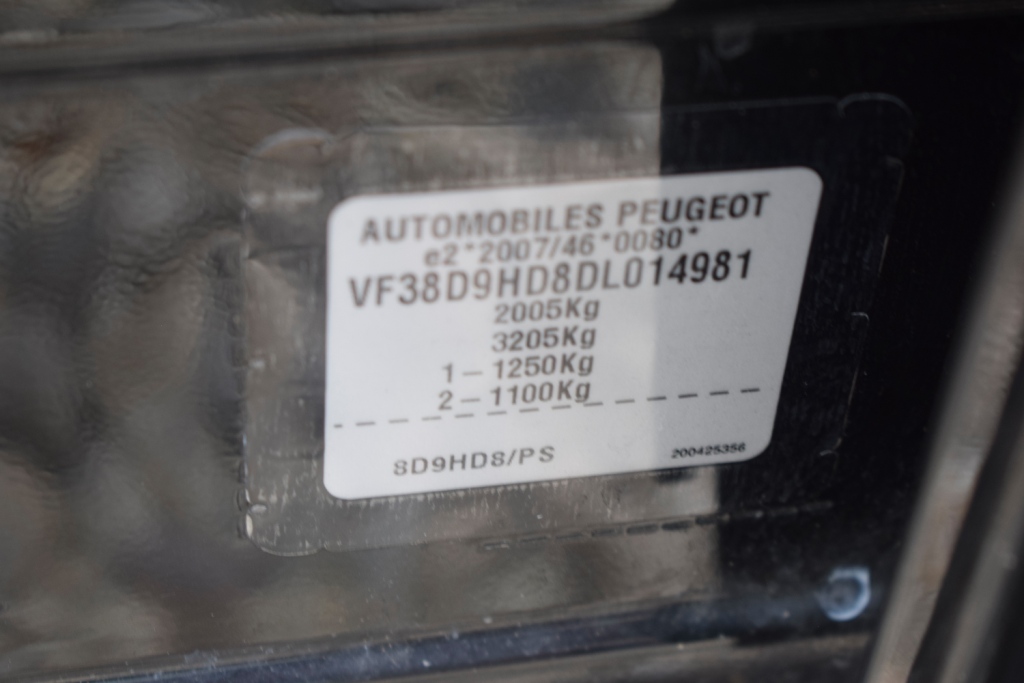 AUTOMOBILES PEUGEOT
e2*2007/46*0080*
VF38D9HD8DL014981
2005Kg
3205Kg
1-1250Kg
2-1100Kg
8D9HD8/PS
200425356